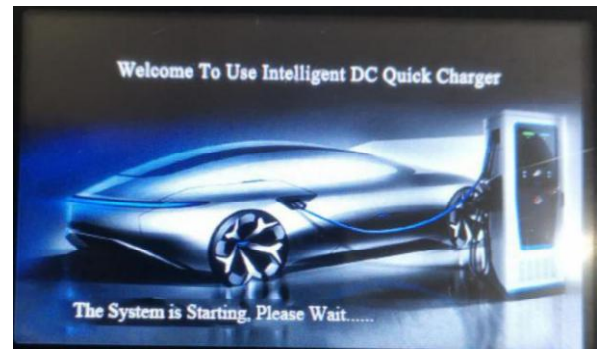 Welcome To Use Intelligent DC Quick Charger
The System is Starting, Please Wait......